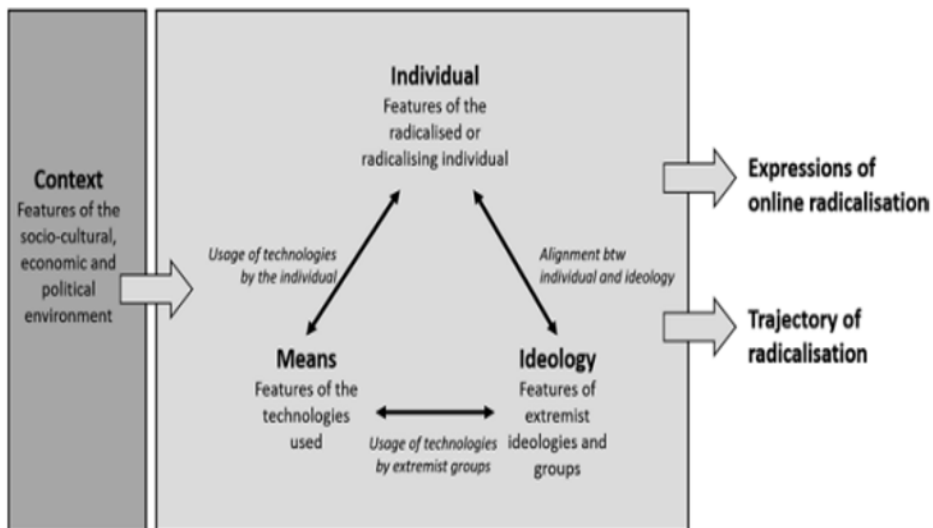 Context
Features of the
socio-cultural,
economic and
political
environment
Individual
Features of the
radicalised or
radicalising individual
Usage of technologies
by the individual
Alignment btw
individual and ideology
Means
Features of the
technologies
used
Ideology
Features of
extremist
ideologies and
groups
Usage of technologies
by extremist groups
Expressions of
online radicalisation
Trajectory of
radicalisation